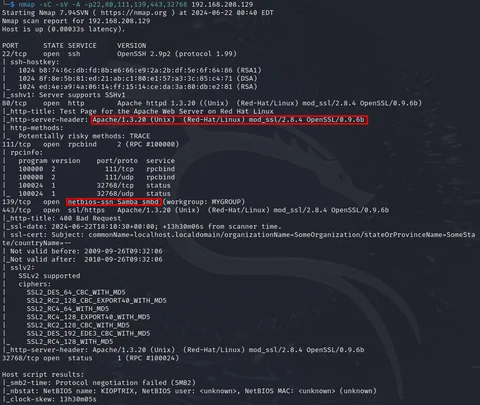 nmap -sC -sV -A -p22,80,111,139,443,32768 192.168.208.129
Starting Nmap 7.94SVN ( https://nmap.org ) at 2024-06-22 00:40 EDT
Nmap scan report for 192.168.208.129
Host is up (0.00033s latency).
PORT STATE SERVICE VERSION
22/tcp open ssh OpenSSH 2.9p2 (protocol 1.99)
| ssh-hostkey:
| 1024 b8:74:6c:db:fd:8b:e6:66:e9:2a:2b:df:5e:6f:64:86 (RSA1)
| 1024 8f:8e:5b:81:ed:21:ab:c1:80:e1:57:a3:3c:85:c4:71 (DSA)
|_ 1024 ed:4e:a9:4a:06:14:ff:15:14:ce:da:3a:80:db:e2:81 (RSA)
|_sshv1: Server supports SSHv1
80/tcp open http Apache httpd 1.3.20 ((Unix) (Red-Hat/Linux) mod_ssl/2.8.4 OpenSSL/0.9.6b)
|_http-title: Test Page for the Apache Web Server on Red Hat Linux
|_http-server-header: Apache/1.3.20 (Unix) (Red-Hat/Linux) mod_ssl/2.8.4 OpenSSL/0.9.6b
| http-methods:
|_ Potentially risky methods: TRACE
111/tcp open rpcbind 2 (RPC #100000)
| rpcinfo:
| program version port/proto service
| 100000 2 111/tcp rpcbind
| 100000 2 111/udp rpcbind
| 100024 1 32768/tcp status
|_ 100024 1 32768/udp status
139/tcp open netbios-ssn Samba smbd (workgroup: MYGROUP)
443/tcp open ssl/https Apache/1.3.20 (Unix) (Red-Hat/Linux) mod_ssl/2.8.4 OpenSSL/0.9.6b
|_http-title: 400 Bad Request
|_ssl-date: 2024-06-22T18:10:30+00:00; +13h30m06s from scanner time.
| ssl-cert: Subject: commonName=localhost.localdomain/organizationName=SomeOrganization/stateOrProvinceName=SomeSta
te/countryName=--
| Not valid before: 2009-09-26T09:32:06
|_Not valid after: 2010-09-26T09:32:06
| sslv2:
| SSLv2 supported
| ciphers:
| SSL2_DES_64_CBC_WITH_MD5
| SSL2_RC2_128_CBC_EXPORT40_WITH_MD5
| SSL2_RC4_64_WITH_MD5
| SSL2_RC4_128_EXPORT40_WITH_MD5
| SSL2_RC2_128_CBC_WITH_MD5
| SSL2_DES_192_EDE3_CBC_WITH_MD5
|_ SSL2_RC4_128_WITH_MD5
|_http-server-header: Apache/1.3.20 (Unix) (Red-Hat/Linux) mod_ssl/2.8.4 OpenSSL/0.9.6b
32768/tcp open status 1 (RPC #100024)
Host script results:
|_smb2-time: Protocol negotiation failed (SMB2)
|_nbstat: NetBIOS name: KIOPTRIX, NetBIOS user: <unknown>, NetBIOS MAC: <unknown> (unknown)
|_clock-skew: 13h30m05s